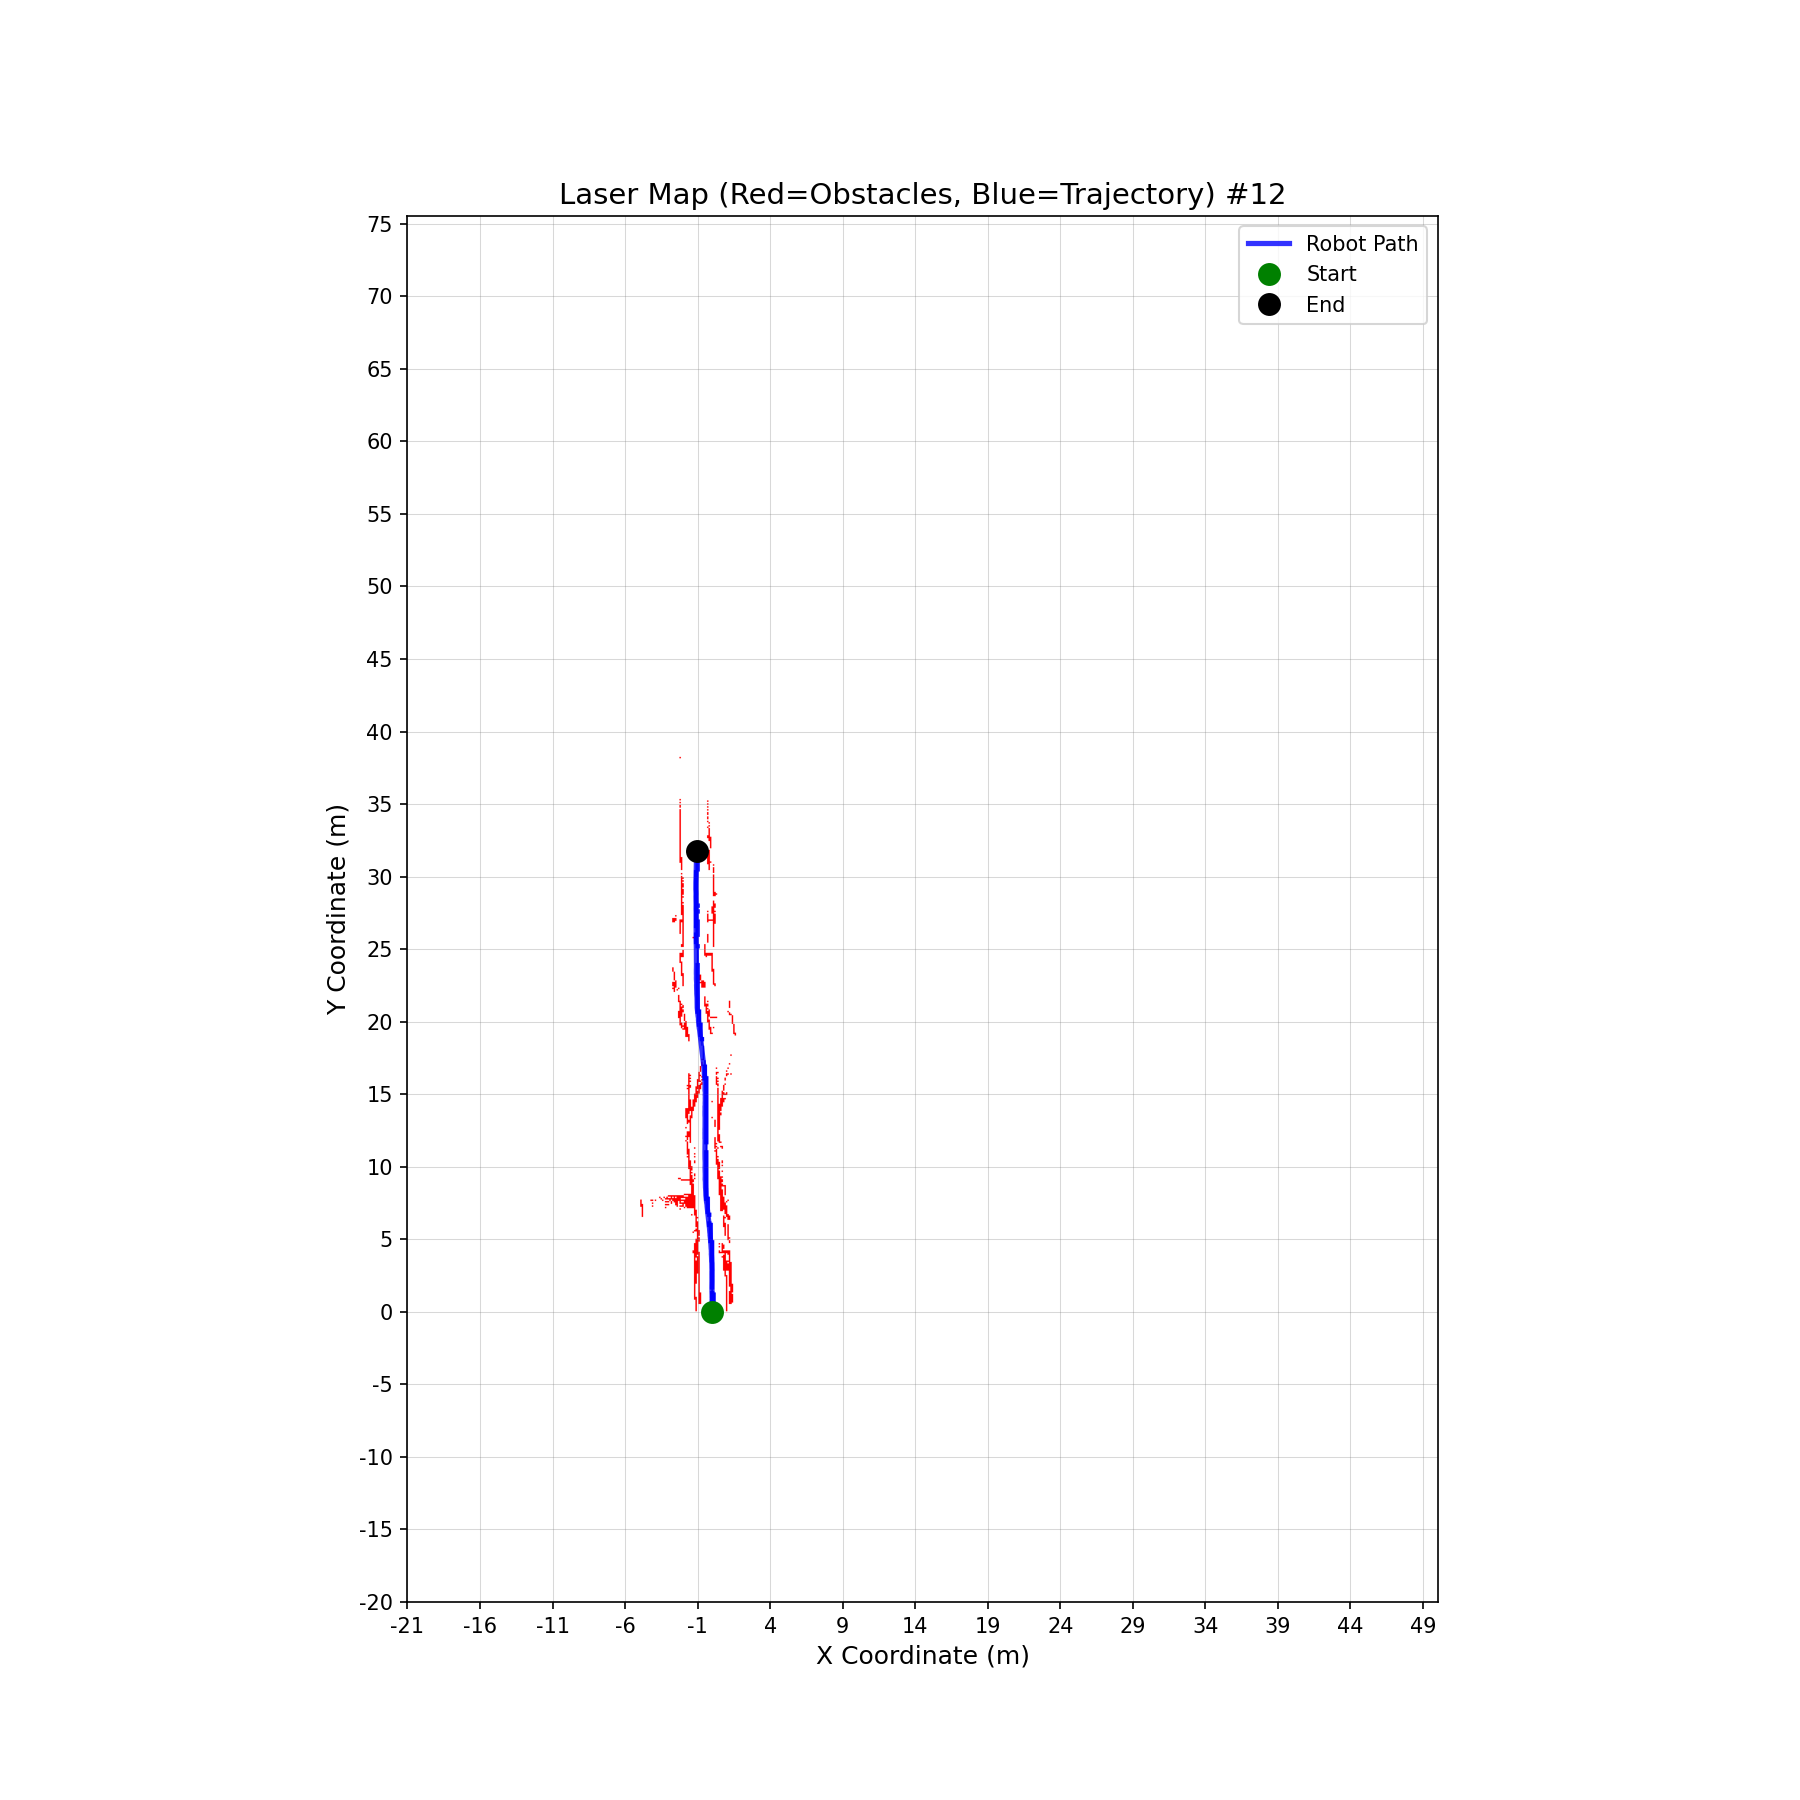 Laser Map (Red=Obstacles, Blue=Trajectory) #12
Robot Path
Start
End
Y Coordinate (m)
75
70
65
60
55
50
45
40
35
30
25
20
15
10
5
0
-5
-10
-15
-20
-21 -16 -11 -6 -1 4 9 14 19 24 29 34 39 44 49
X Coordinate (m)